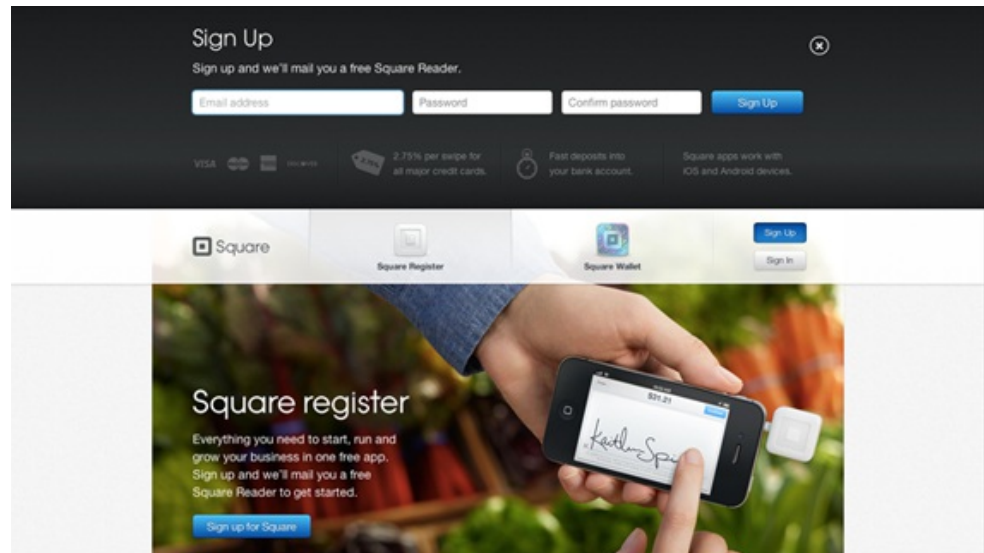 Sign Up
Sign up and we'll mail you a free Square Reader.
Email address
Password
Confirm password
Sign Up
VISA
DISCOVER
2.75%
2.75% per swipe for
all major credit cards.
Fast deposits into
your bank account.
Square apps work with
iOS and Android devices.
Square
Square Register
Square Wallet
Sign Up
Sign In
Square register
Everything you need to start, run and
grow your business in one free app.
Sign up and we'll mail you a free
Square Reader to get started.
Sign up for Square
$31.21